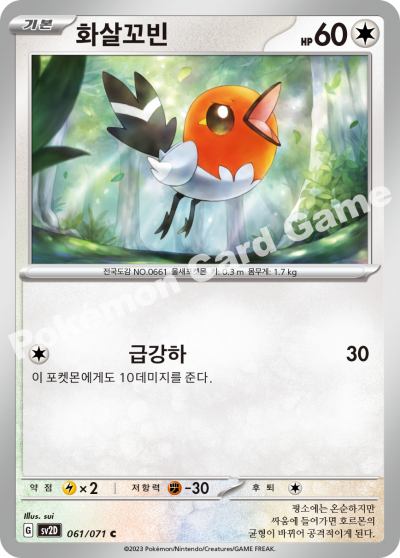 기본 화살꼬빈 HP 60
전국도감 NO.0661 울새포켓몬 키: 0.3 m 몸무게: 1.7 kg
Pokémon Card Game
급강하 30
이 포켓몬에게도 10데미지를 준다.
약점 ×2 저항력 -30 후퇴
Illus. sui
평소에는 온순하지만
G SV2D 061/071 C
싸움에 들어가면 호르몬의
균형이 바뀌어 공격적이게 된다.
©2023 Pokémon/Nintendo/Creatures/GAME FREAK.